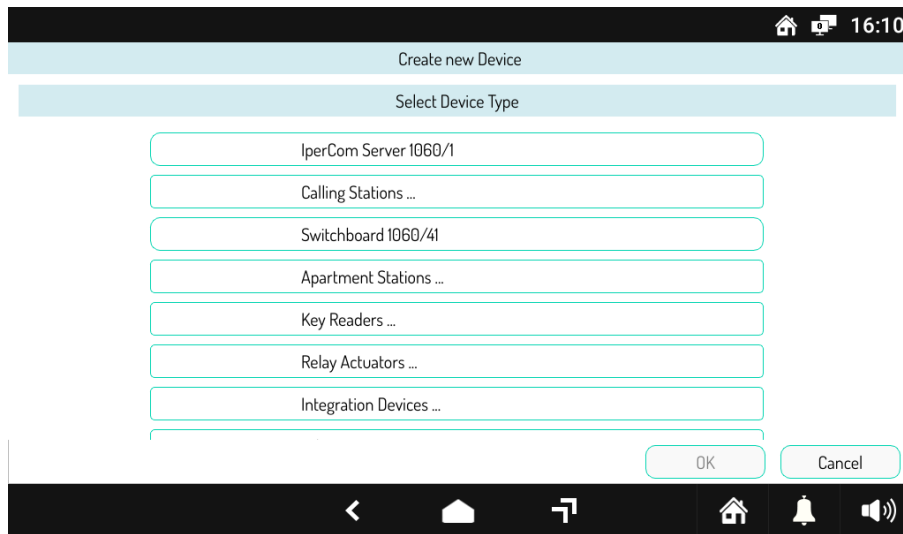 16:10
Create new Device
Select Device Type
IperCom Server 1060/1
Calling Stations ...
Switchboard 1060/41
Apartment Stations ...
Key Readers ...
Relay Actuators ...
Integration Devices ...
OK
Cancel